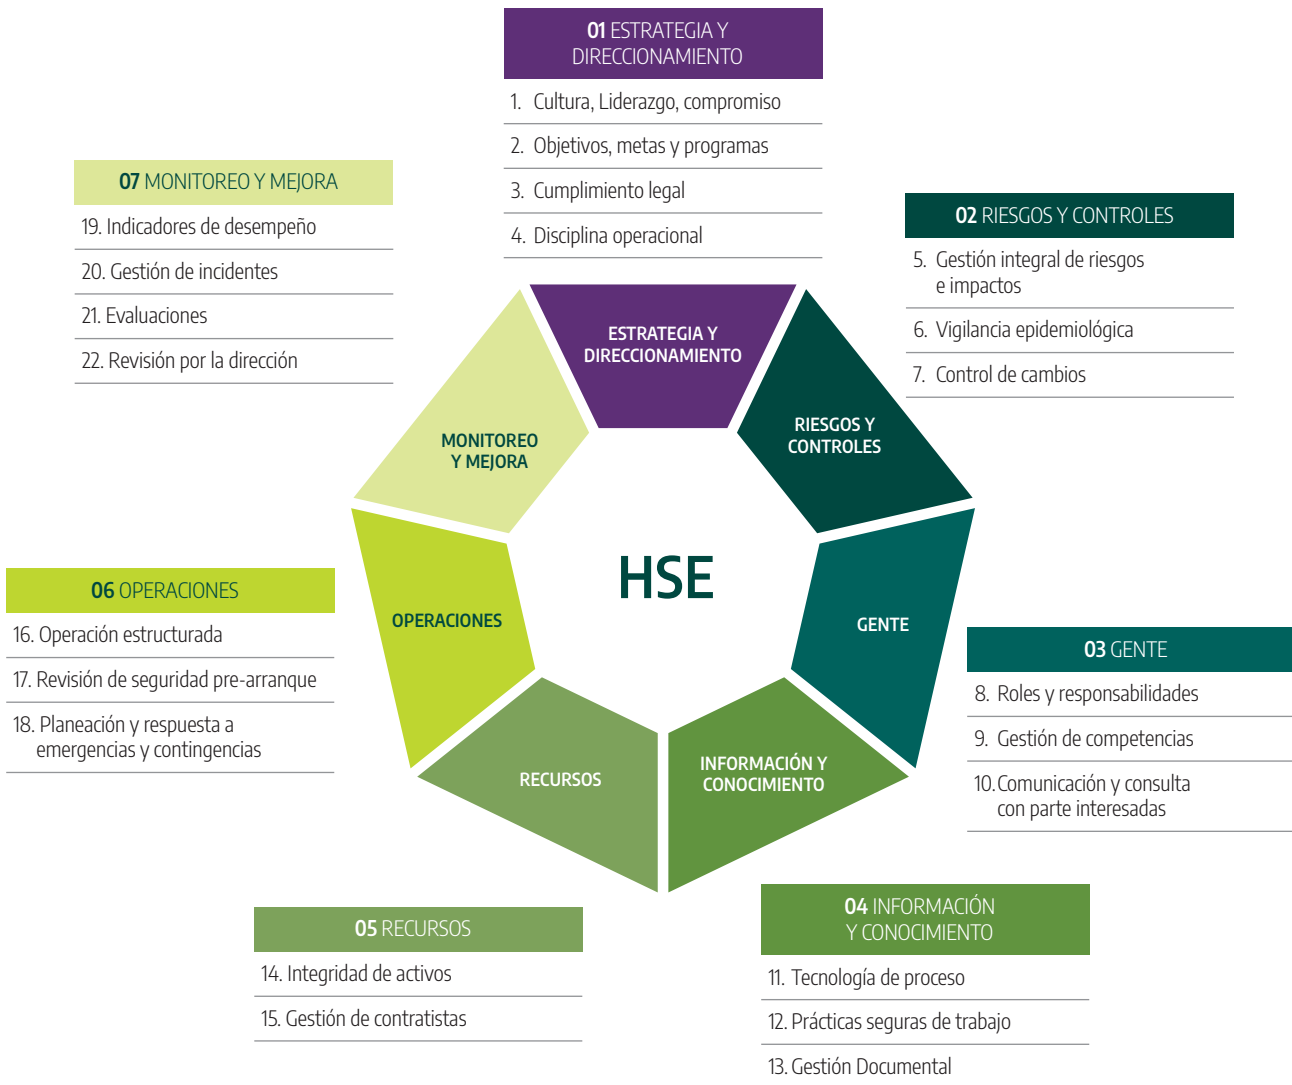 01 ESTRATEGIA Y
DIRECCIONAMIENTO
1. Cultura, Liderazgo, compromiso
2. Objetivos, metas y programas
3. Cumplimiento legal
4. Disciplina operacional
07 MONITOREO Y MEJORA
19. Indicadores de desempeño
20. Gestión de incidentes
21. Evaluaciones
22. Revisión por la dirección
02 RIESGOS Y CONTROLES
5. Gestión integral de riesgos
e impactos
6. Vigilancia epidemiológica
7. Control de cambios
ESTRATEGIA Y
DIRECCIONAMIENTO
MONITOREO
Y MEJORA
RIESGOS Y
CONTROLES
HSE
OPERACIONES
GENTE
RECURSOS
INFORMACIÓN Y
CONOCIMIENTO
06 OPERACIONES
16. Operación estructurada
17. Revisión de seguridad pre-arranque
18. Planeación y respuesta a
emergencias y contingencias
03 GENTE
8. Roles y responsabilidades
9. Gestión de competencias
10. Comunicación y consulta
con parte interesadas
05 RECURSOS
14. Integridad de activos
15. Gestión de contratistas
04 INFORMACIÓN
Y CONOCIMIENTO
11. Tecnología de proceso
12. Prácticas seguras de trabajo
13. Gestión Documental